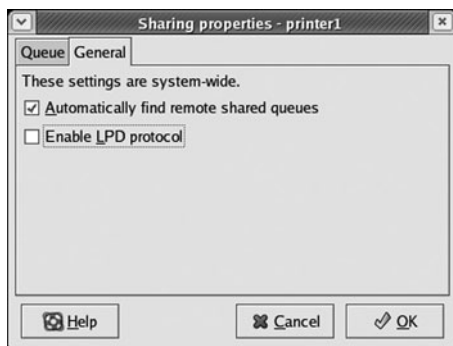 Sharing properties - printer1
Queue General
These settings are system-wide.
Automatically find remote shared queues
Enable LPD protocol
Help Cancel OK